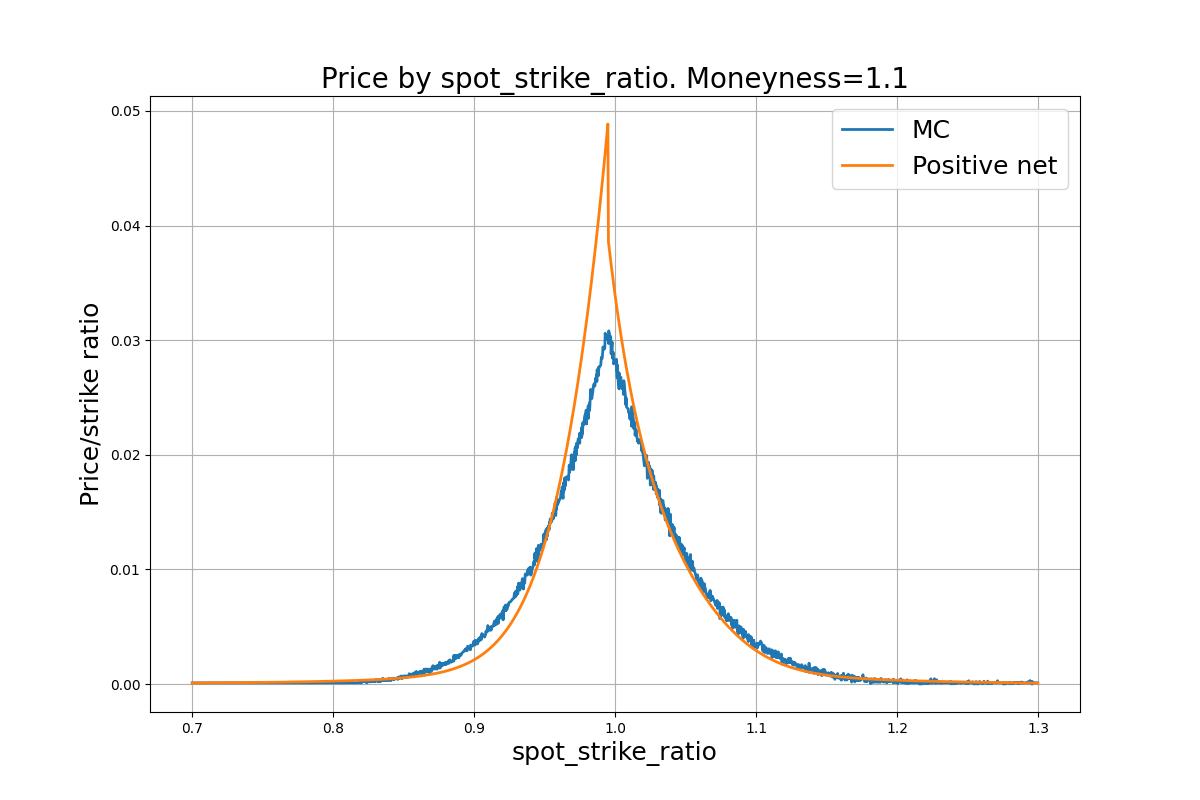 Price by spot_strike_ratio. Moneyness=1.1
MC
Positive net
Price/strike ratio
0.05
0.04
0.03
0.02
0.01
0.00
0.7 0.8 0.9 1.0 1.1 1.2 1.3
spot_strike_ratio